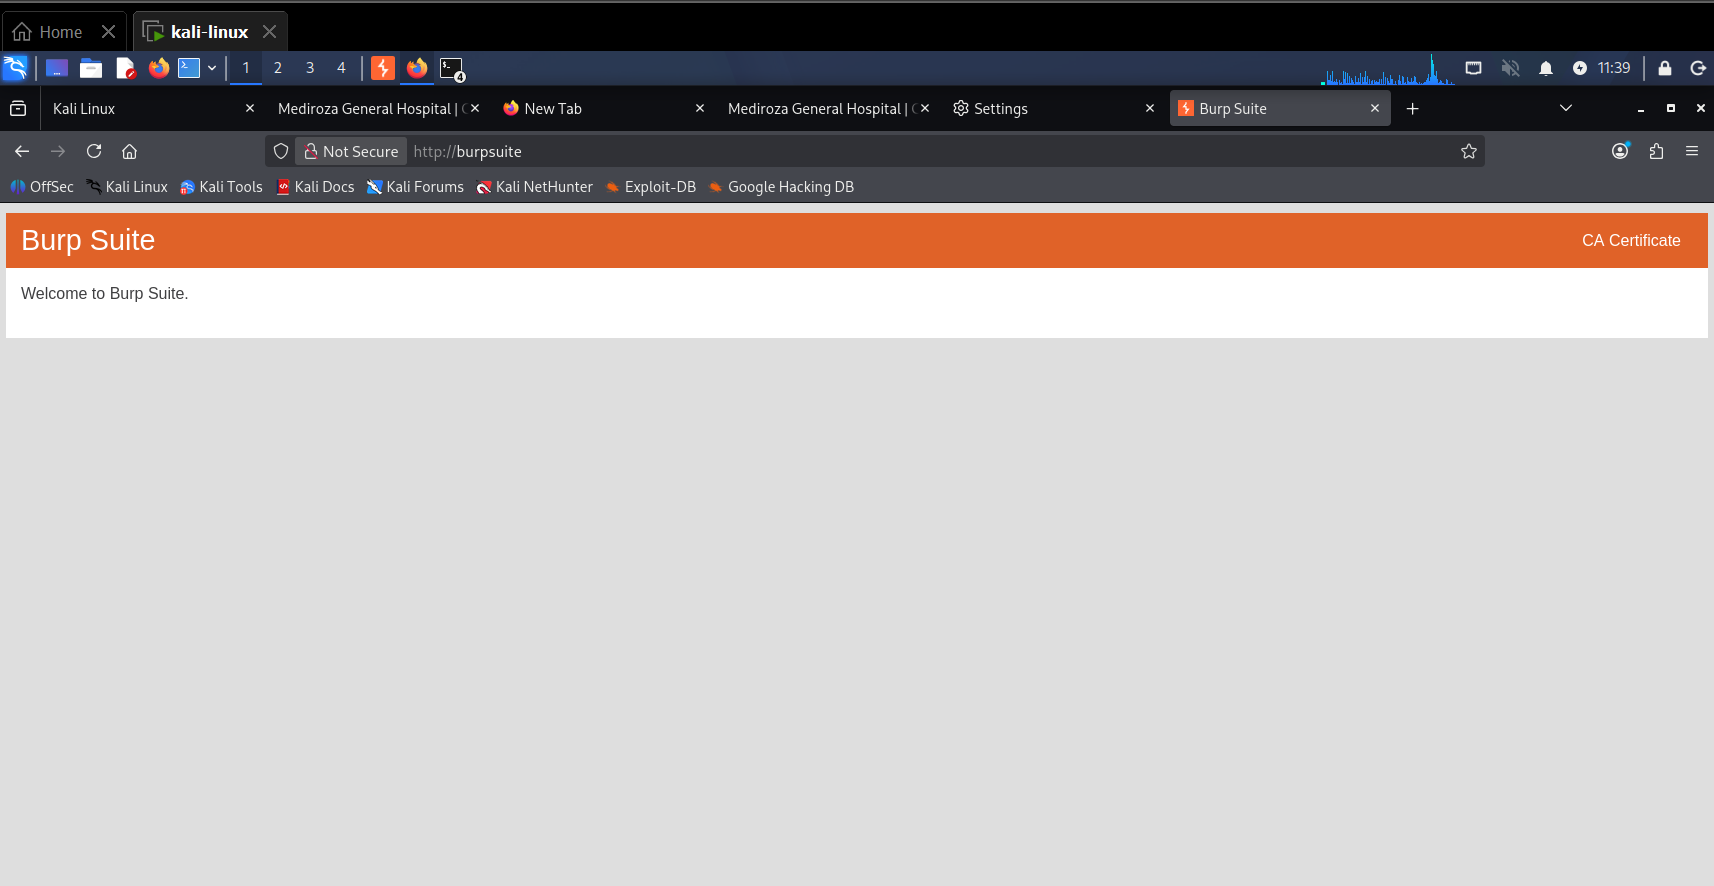 Home
kali-linux
1 2 3 4
4
11:39
Kali Linux
Mediroza General Hospital |
New Tab
Mediroza General Hospital |
Settings
Burp Suite
Not Secure
http://burpsuite
OffSec
Kali Linux
Kali Tools
Kali Docs
Kali Forums
Kali NetHunter
Exploit-DB
Google Hacking DB
Burp Suite
CA Certificate
Welcome to Burp Suite.